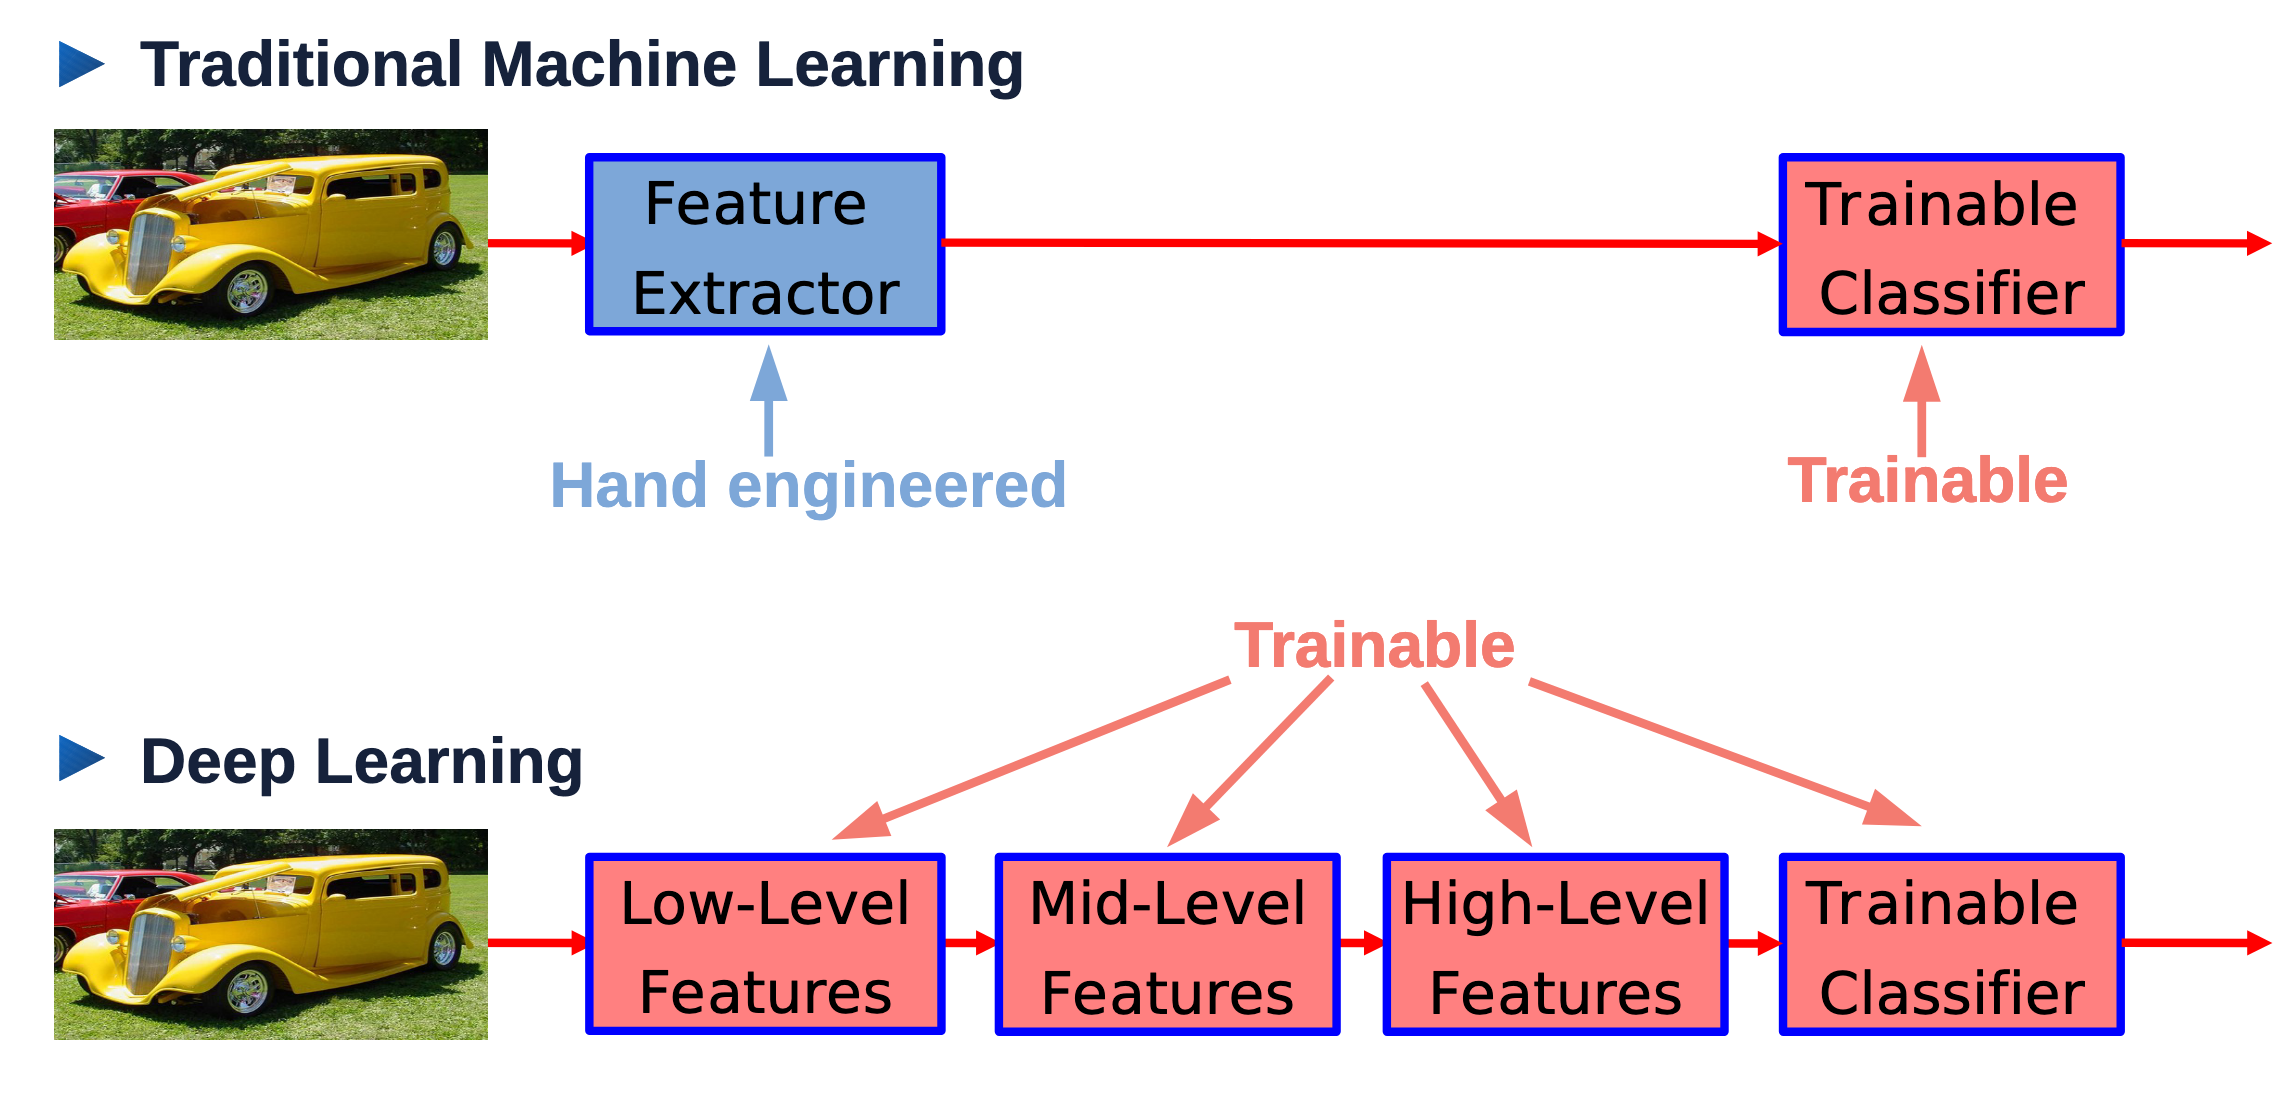 Traditional Machine Learning
Feature
Extractor
Trainable
Classifier
Hand engineered
Trainable
Trainable
Deep Learning
Low-Level
Features
Mid-Level
Features
High-Level
Features
Trainable
Classifier